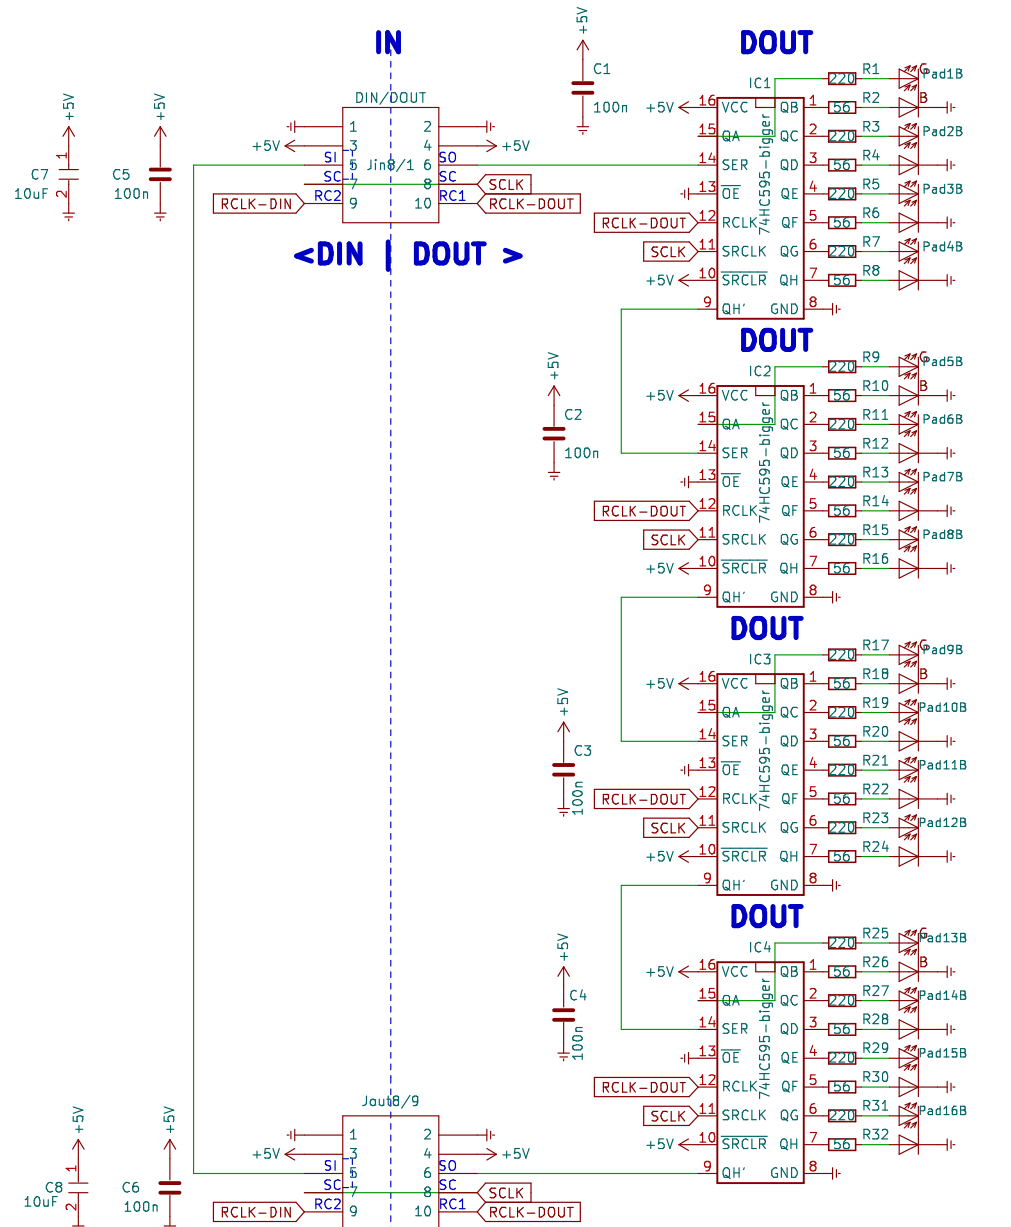 IN
DOUT
+5V
C1
100n
DIN/DOUT
1
2
+5V
3
4
+5V
SI
5
Jin8/1
6
SO
SC
7
8
SC
SCLK
RCLK-DIN
RC2
9
10
RC1
RCLK-DOUT
<DIN | DOUT >
+5V
C7
1
2
10uF
+5V
C5
100n
IC1
74HC595-bigger
+5V
16
VCC
QB
1
15
QA
QC
2
14
SER
QD
3
13
OE
QE
4
RCLK-DOUT
12
RCLK
QF
5
SCLK
11
SRCLK
QG
6
+5V
10
SRCLR
QH
7
9
QH'
GND
8
220
R1
G
Pad1B
56
R2
B
220
R3
Pad2B
56
R4
220
R5
Pad3B
56
R6
220
R7
Pad4B
56
R8
DOUT
+5V
C2
100n
IC2
74HC595-bigger
+5V
16
VCC
QB
1
15
QA
QC
2
14
SER
QD
3
13
OE
QE
4
RCLK-DOUT
12
RCLK
QF
5
SCLK
11
SRCLK
QG
6
+5V
10
SRCLR
QH
7
9
QH'
GND
8
220
R9
G
Pad5B
56
R10
B
220
R11
Pad6B
56
R12
220
R13
Pad7B
56
R14
220
R15
Pad8B
56
R16
DOUT
+5V
C3
100n
IC3
74HC595-bigger
+5V
16
VCC
QB
1
15
QA
QC
2
14
SER
QD
3
13
OE
QE
4
RCLK-DOUT
12
RCLK
QF
5
SCLK
11
SRCLK
QG
6
+5V
10
SRCLR
QH
7
9
QH'
GND
8
220
R17
G
Pad9B
56
R18
B
220
R19
Pad10B
56
R20
220
R21
Pad11B
56
R22
220
R23
Pad12B
56
R24
DOUT
+5V
C4
100n
IC4
74HC595-bigger
+5V
16
VCC
QB
1
15
QA
QC
2
14
SER
QD
3
13
OE
QE
4
RCLK-DOUT
12
RCLK
QF
5
SCLK
11
SRCLK
QG
6
+5V
10
SRCLR
QH
7
9
QH'
GND
8
220
R25
G
Pad13B
56
R26
B
220
R27
Pad14B
56
R28
220
R29
Pad15B
56
R30
220
R31
Pad16B
56
R32
Jout8/9
1
2
+5V
3
4
+5V
SI
5
6
SO
SC
7
8
SC
SCLK
RCLK-DIN
RC2
9
10
RC1
RCLK-DOUT
+5V
C8
1
2
10uF
+5V
C6
100n